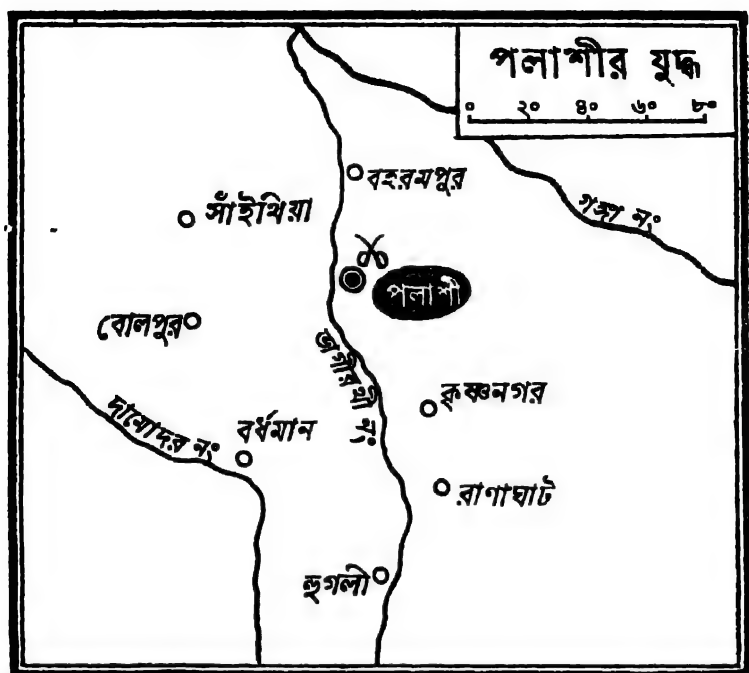 পলাশীর যুদ্ধ
০ ২০ ৪০ ৬০ ৮০
বহরমপুর
সাঁইথিয়া
গঙ্গা নং
পলাশী
বোলপুর
ভাগীরথী নং
কৃষ্ণনগর
দামোদর নং
বর্ধমান
রাণাঘাট
হুগলী